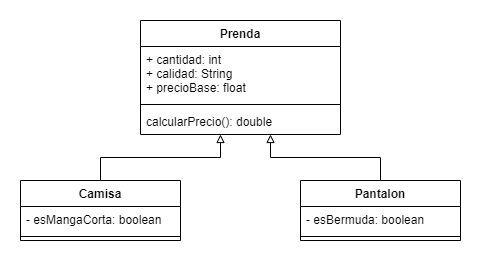 Prenda
+ cantidad: int
+ calidad: String
+ precioBase: float
calcularPrecio(): double
Camisa
- esMangaCorta: boolean
Pantalon
- esBermuda: boolean